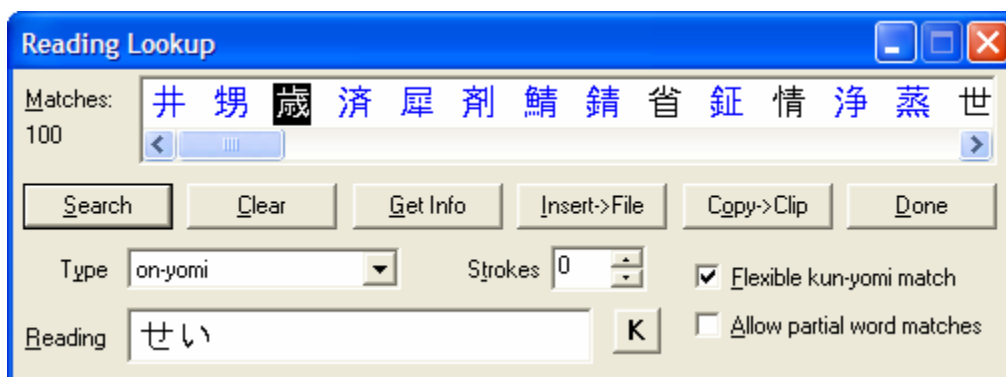 Reading Lookup
Matches: 井 甥 歳 済 犀 剤 鯖 錆 省 鉦 情 浄 蒸 世
100
Search Clear Get Info Insert->File Copy->Clip Done
Type on-yomi Strokes 0 Flexible kun-yomi match
Reading せい K Allow partial word matches